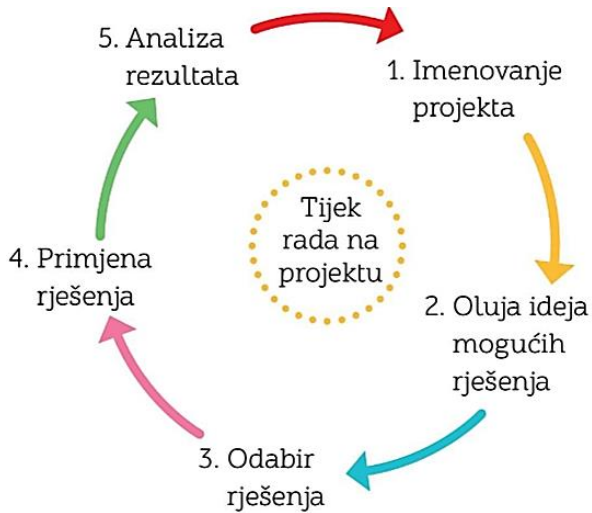 Tijek
rada na
projektu
1. Imenovanje
projekta
2. Oluja ideja
mogućih
rješenja
3. Odabir
rješenja
4. Primjena
rješenja
5. Analiza
rezultata